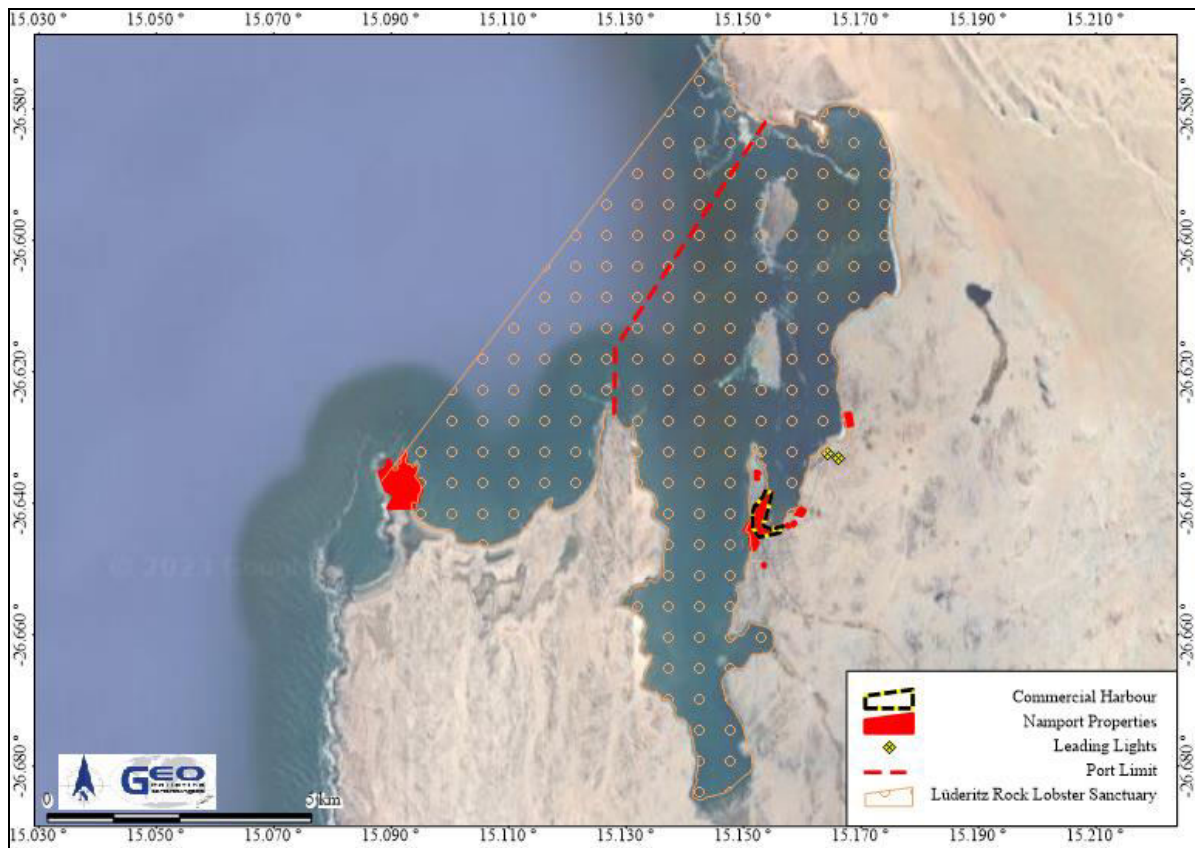 15.030 ° 15.050 ° 15.070 ° 15.090 ° 15.110 ° 15.130 ° 15.150 ° 15.170 ° 15.190 ° 15.210 °
-26.580 ° -26.580 °
-26.600 ° -26.600 °
-26.620 ° -26.620 °
-26.640 ° -26.640 °
-26.660 ° -26.660 °
-26.680 ° -26.680 °
© 2021
Commercial Harbour
Namport Properties
Leading Lights
Port Limit
Lüderitz Rock Lobster Sanctuary
GEO
0 5 km
15.030 ° 15.050 ° 15.070 ° 15.090 ° 15.110 ° 15.130 ° 15.150 ° 15.170 ° 15.190 ° 15.210 °